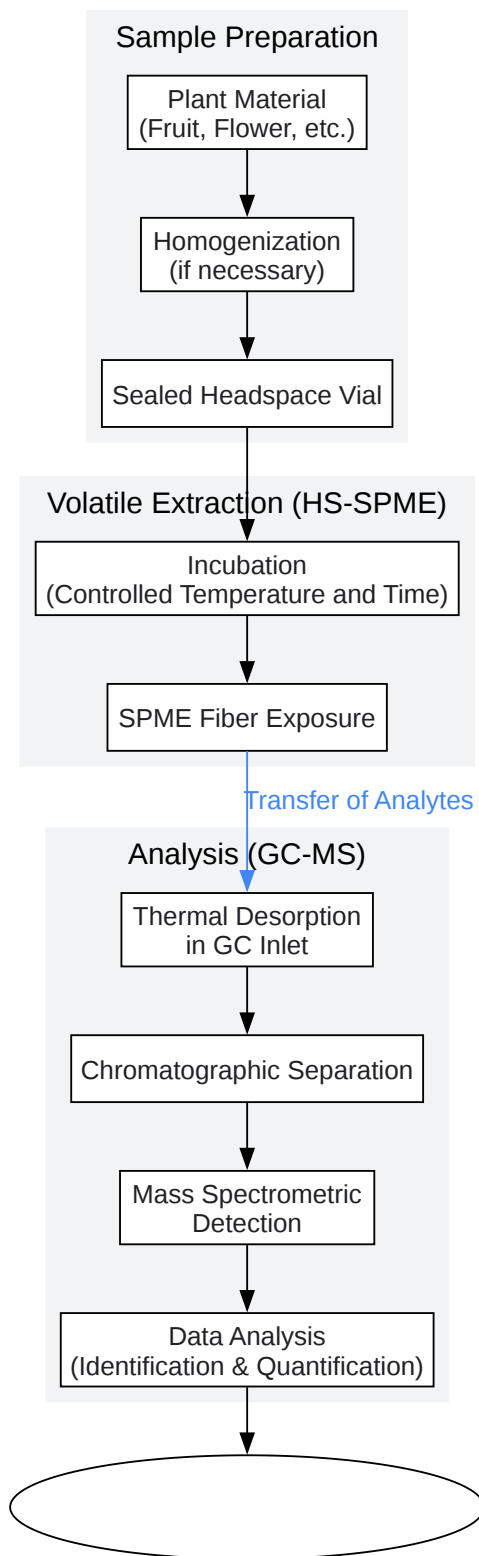 Sample Preparation
Plant Material
(Fruit, Flower, etc.)
Homogenization
(if necessary)
Sealed Headspace Vial
Volatile Extraction (HS-SPME)
Incubation
(Controlled Temperature and Time)
SPME Fiber Exposure
Transfer of Analytes
Analysis (GC-MS)
Thermal Desorption
in GC Inlet
Chromatographic Separation
Mass Spectrometric
Detection
Data Analysis
(Identification & Quantification)